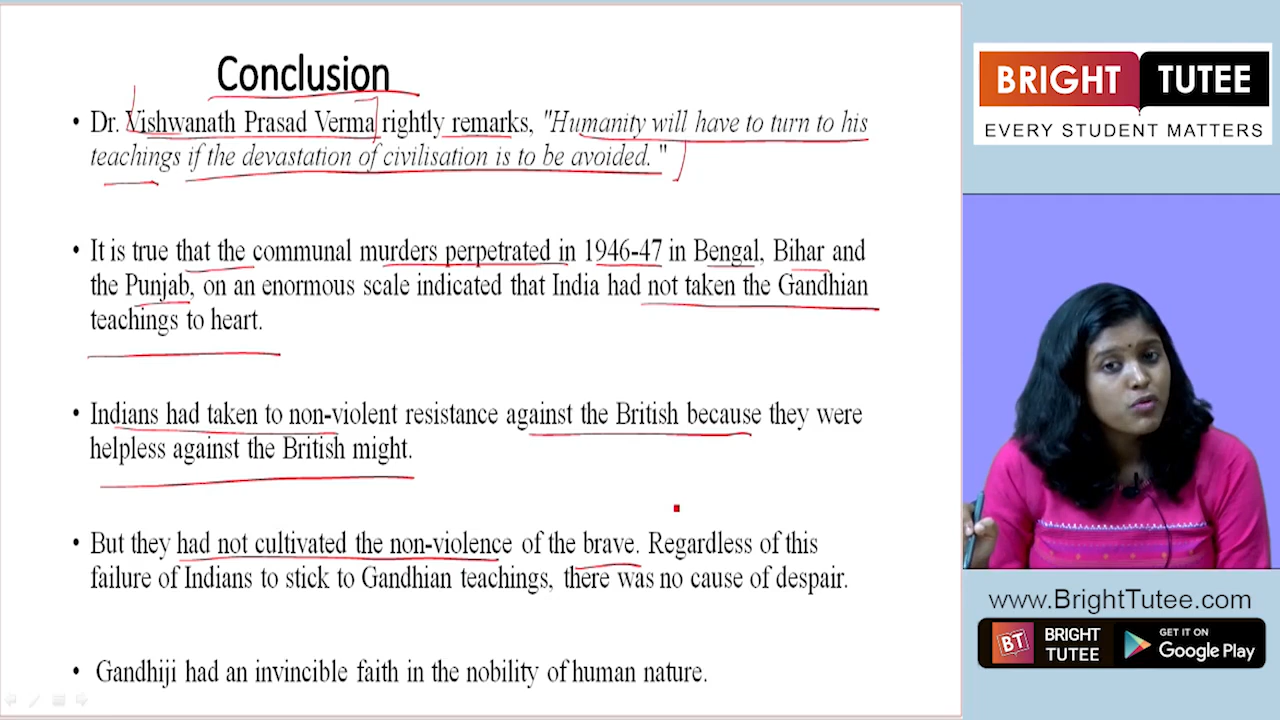 Conclusion
• Dr. Vishwanath Prasad Verma rightly remarks, "Humanity will have to turn to his
teachings if the devastation of civilisation is to be avoided. "
• It is true that the communal murders perpetrated in 1946-47 in Bengal, Bihar and
the Punjab, on an enormous scale indicated that India had not taken the Gandhian
teachings to heart.
• Indians had taken to non-violent resistance against the British because they were
helpless against the British might.
• But they had not cultivated the non-violence of the brave. Regardless of this
failure of Indians to stick to Gandhian teachings, there was no cause of despair.
• Gandhiji had an invincible faith in the nobility of human nature.
BRIGHT TUTEE
EVERY STUDENT MATTERS
www.BrightTutee.com
BT
BRIGHT
TUTEE
GET IT ON
Google Play